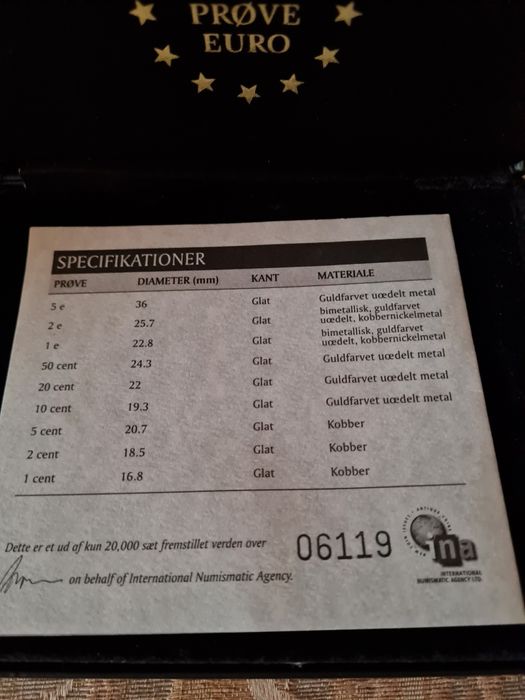 PRØVE
EURO
SPECIFIKATIONER
PRØVE DIAMETER (mm) KANT MATERIALE
5 e 36 Glat Guldfarvet uædelt metal
2 e 25.7 Glat bimetallisk, guldfarvet
uædelt, kobbernickelmetal
1 e 22.8 Glat bimetallisk, guldfarvet
uædelt, kobbernickelmetal
50 cent 24.3 Glat Guldfarvet uædelt metal
20 cent 22 Glat Guldfarvet uædelt metal
10 cent 19.3 Glat Guldfarvet uædelt metal
5 cent 20.7 Glat Kobber
2 cent 18.5 Glat Kobber
1 cent 16.8 Glat Kobber
Dette er et ud af kun 20,000 sæt fremstillet verden over
06119
on behalf of International Numismatic Agency.
ina
INTERNATIONAL
NUMISMATIC AGENCY LTD